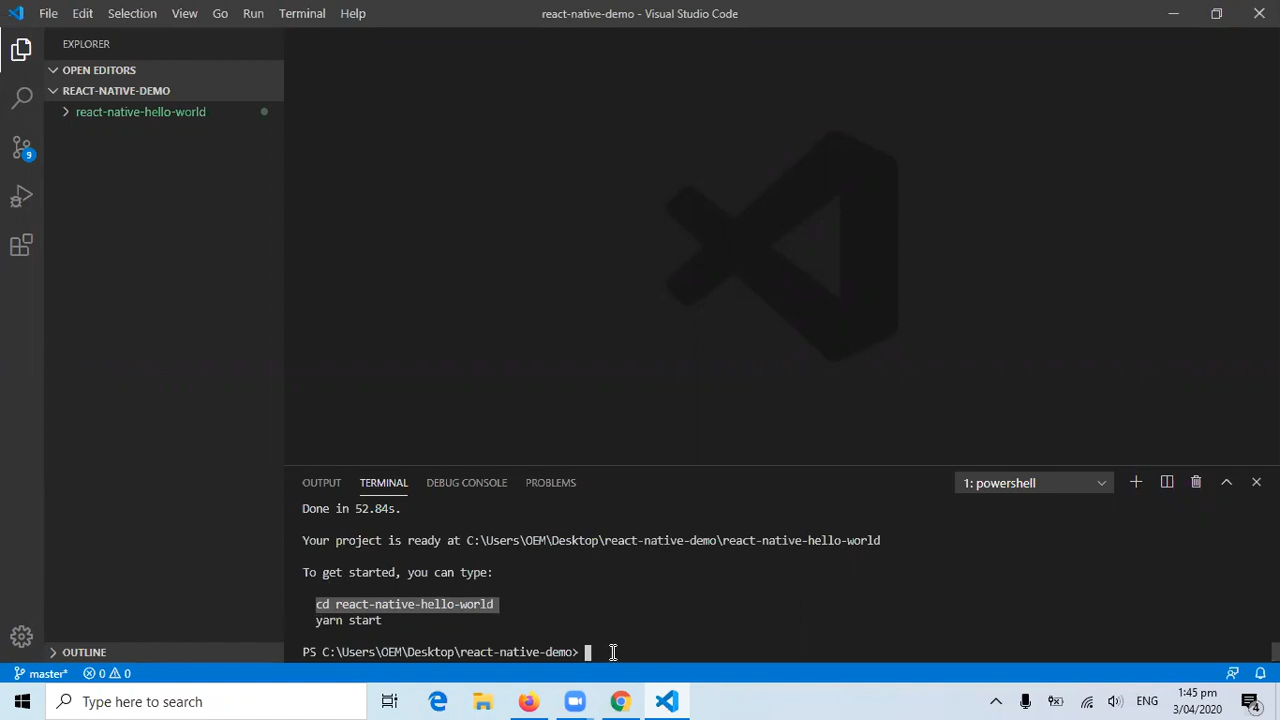 File Edit Selection View Go Run Terminal Help
react-native-demo - Visual Studio Code
EXPLORER
OPEN EDITORS
REACT-NATIVE-DEMO
react-native-hello-world
9
OUTPUT TERMINAL DEBUG CONSOLE PROBLEMS
1: powershell
Done in 52.84s.
Your project is ready at C:\Users\OEM\Desktop\react-native-demo\react-native-hello-world
To get started, you can type:
cd react-native-hello-world
yarn start
PS C:\Users\OEM\Desktop\react-native-demo>
OUTLINE
master* 0 0
Type here to search
ENG
1:45 pm
3/04/2020
4